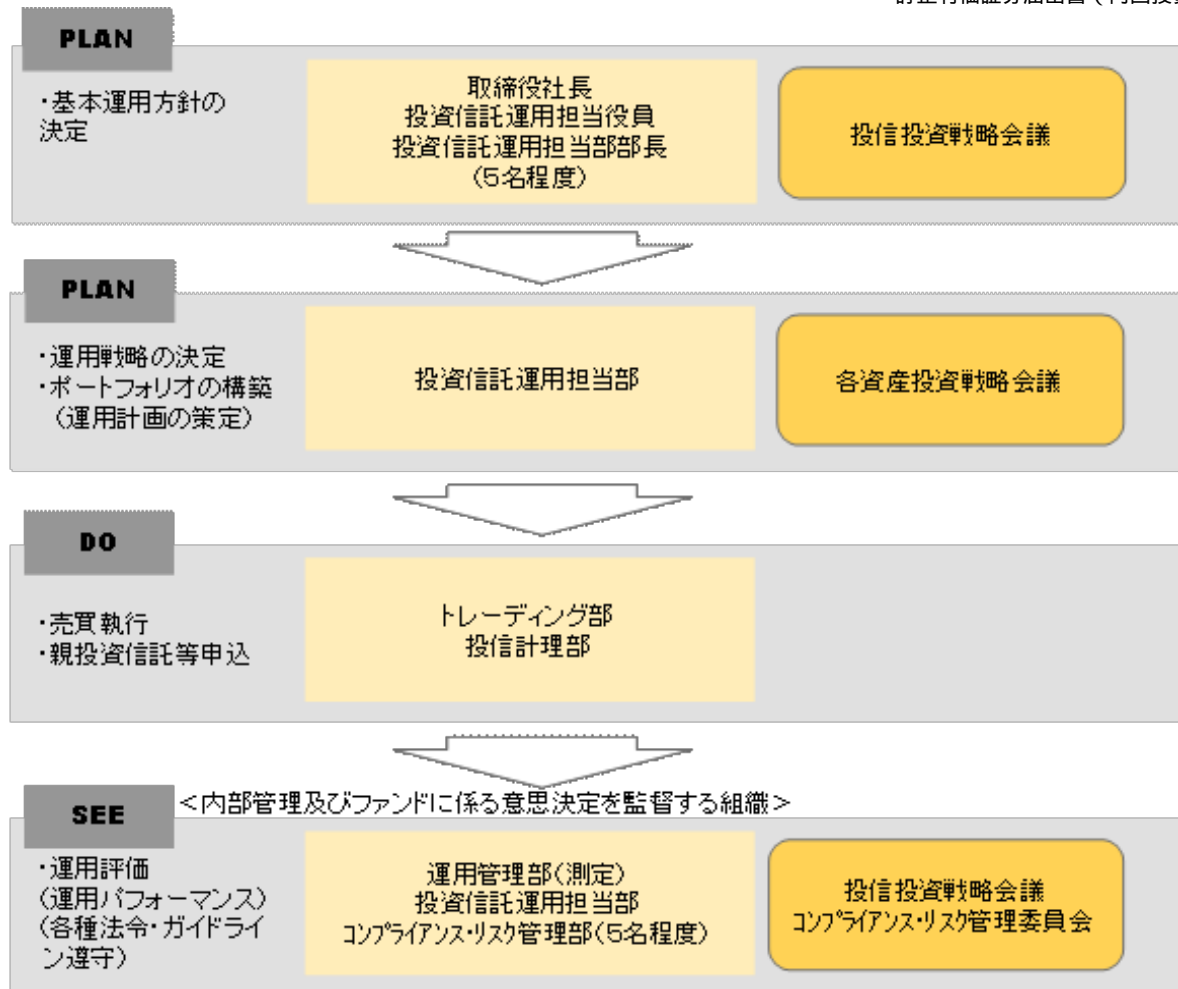 PLAN
・基本運用方針の
決定
取締役社長
投資信託運用担当役員
投資信託運用担当部部長
(5名程度)
投信投資戦略会議
PLAN
・運用戦略の決定
・ポートフォリオの構築
(運用計画の策定)
投資信託運用担当部
各資産投資戦略会議
DO
・売買執行
・親投資信託等申込
トレーディング部
投信計理部
SEE
＜内部管理及びファンドに係る意思決定を監督する組織＞
・運用評価
(運用パフォーマンス)
(各種法令・ガイドライ
ン遵守)
運用管理部(測定)
投資信託運用担当部
コンプライアンス・リスク管理部(5名程度)
投信投資戦略会議
コンプライアンス・リスク管理委員会